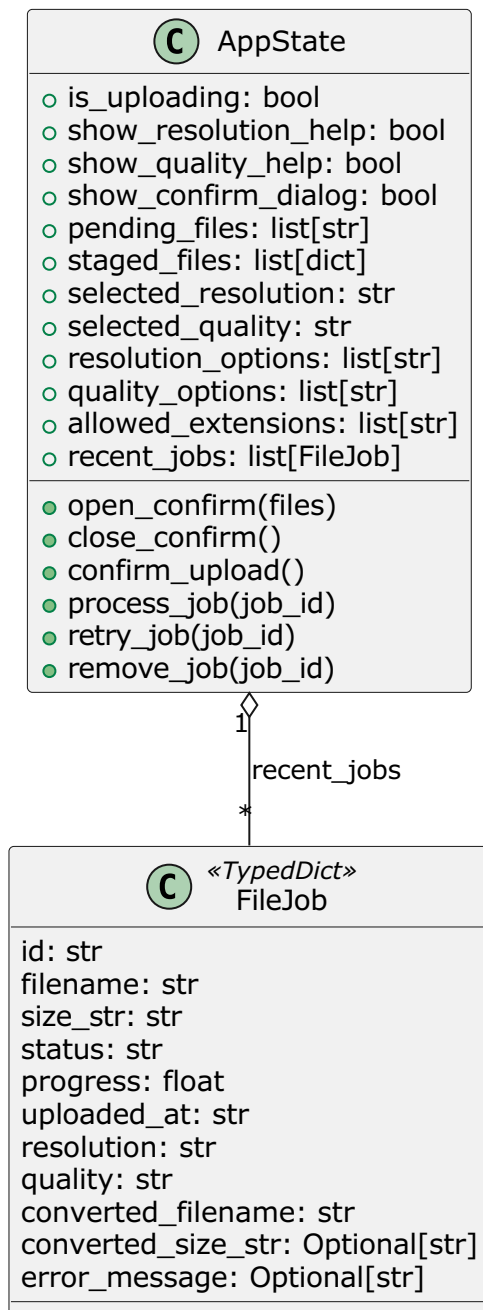 C AppState
is_uploading: bool
show_resolution_help: bool
show_quality_help: bool
show_confirm_dialog: bool
pending_files: list[str]
staged_files: list[dict]
selected_resolution: str
selected_quality: str
resolution_options: list[str]
quality_options: list[str]
allowed_extensions: list[str]
recent_jobs: list[FileJob]
open_confirm(files)
close_confirm()
confirm_upload()
process_job(job_id)
retry_job(job_id)
remove_job(job_id)
1
recent_jobs
*
«TypedDict»
C FileJob
id: str
filename: str
size_str: str
status: str
progress: float
uploaded_at: str
resolution: str
quality: str
converted_filename: str
converted_size_str: Optional[str]
error_message: Optional[str]